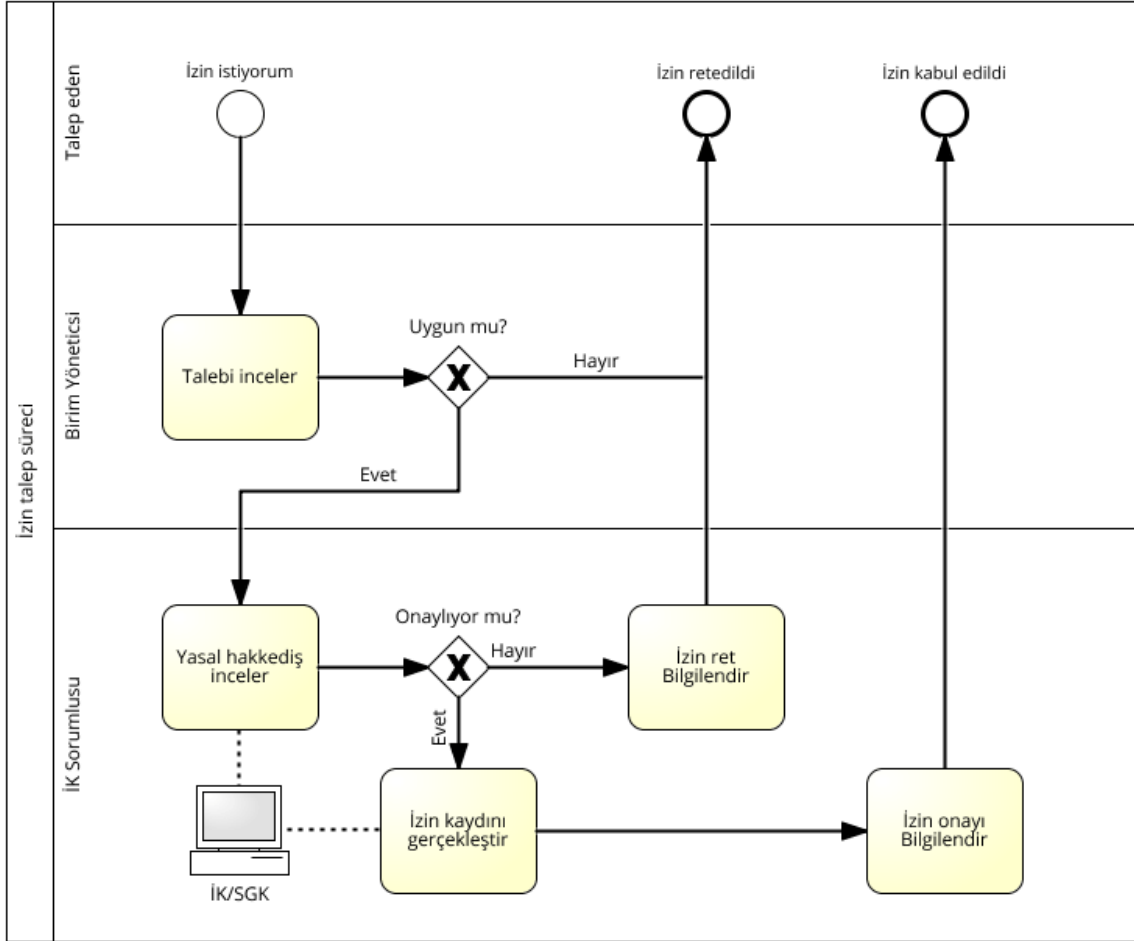 İzin talep süreci
Talep eden
İzin istiyorum
İzin retedildi
İzin kabul edildi
Birim Yöneticsi
Talebi inceler
Uygun mu?
Hayır
Evet
İK Sorumlusu
Yasal hakkediş
inceler
Onaylıyor mu?
Hayır
Evet
İzin ret
Bilgilendir
İzin kaydını
gerçekleştir
İzin onayı
Bilgilendir
İK/SGK